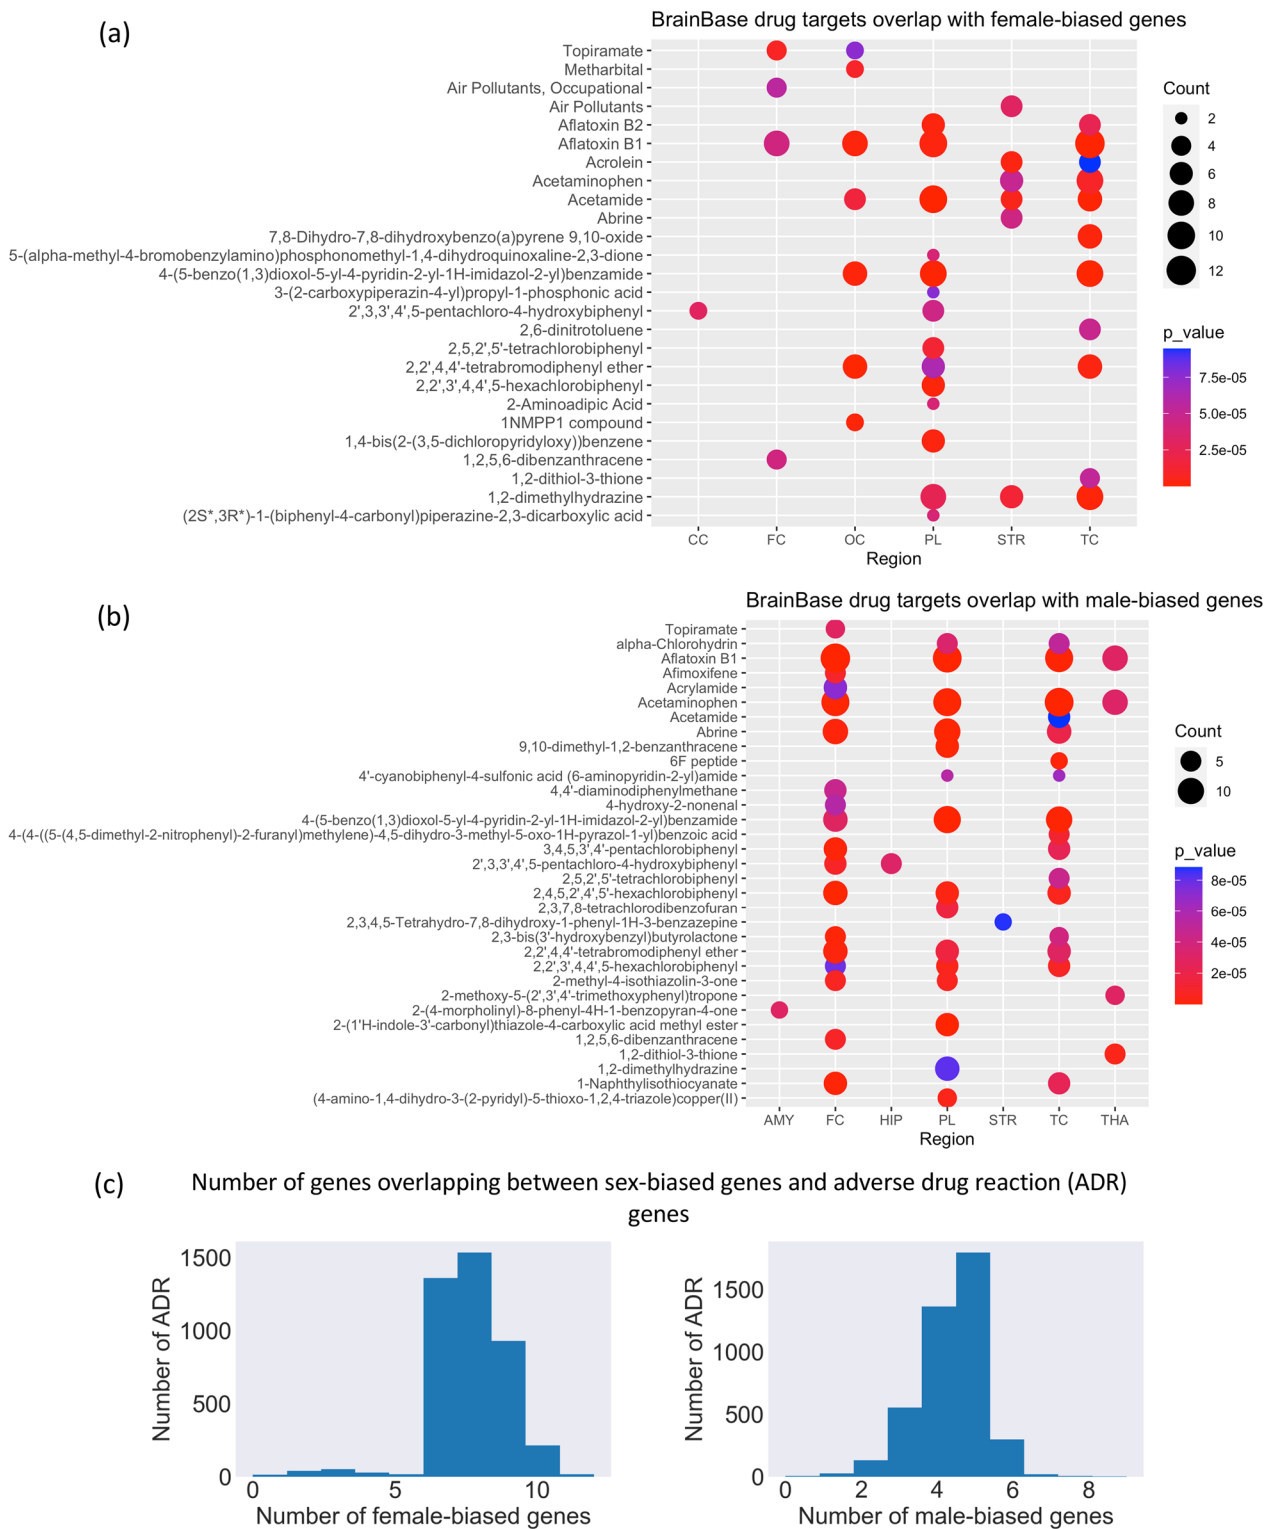 (a)
BrainBase drug targets overlap with female-biased genes
Topiramate
Metharbital
Air Pollutants, Occupational
Air Pollutants
Aflatoxin B2
Aflatoxin B1
Acrolein
Acetaminophen
Acetamide
Abrine
7,8-Dihydro-7,8-dihydroxybenzo(a)pyrene 9,10-oxide
5-(alpha-methyl-4-bromobenzylamino)phosphonomethyl-1,4-dihydroquinoxaline-2,3-dione
4-(5-benzo(1,3)dioxol-5-yl-4-pyridin-2-yl-1H-imidazol-2-yl)benzamide
3-(2-carboxypiperazin-4-yl)propyl-1-phosphonic acid
2',3,3',4',5-pentachloro-4-hydroxybiphenyl
2,6-dinitrotoluene
2,5,2',5'-tetrachlorobiphenyl
2,2',4,4'-tetrabromodiphenyl ether
2,2',3',4,4',5-hexachlorobiphenyl
2-Aminoadipic Acid
1NMPP1 compound
1,4-bis(2-(3,5-dichloropyridyloxy))benzene
1,2,5,6-dibenzanthracene
1,2-dithiol-3-thione
1,2-dimethylhydrazine
(2S*,3R*)-1-(biphenyl-4-carbonyl)piperazine-2,3-dicarboxylic acid
CC FC OC PL STR TC
Region
Count
2
4
6
8
10
12
p_value
7.5e-05
5.0e-05
2.5e-05
(b)
BrainBase drug targets overlap with male-biased genes
Topiramate
alpha-Chlorohydrin
Aflatoxin B1
Afimoxifene
Acrylamide
Acetaminophen
Acetamide
Abrine
9,10-dimethyl-1,2-benzanthracene
6F peptide
4'-cyanobiphenyl-4-sulfonic acid (6-aminopyridin-2-yl)amide
4,4'-diaminodiphenylmethane
4-hydroxy-2-nonenal
4-(5-benzo(1,3)dioxol-5-yl-4-pyridin-2-yl-1H-imidazol-2-yl)benzamide
4-(4-((5-(4,5-dimethyl-2-nitrophenyl)-2-furanyl)methylene)-4,5-dihydro-3-methyl-5-oxo-1H-pyrazol-1-yl)benzoic acid
3,4,5,3',4'-pentachlorobiphenyl
2',3,3',4',5-pentachloro-4-hydroxybiphenyl
2,5,2',5'-tetrachlorobiphenyl
2,4,5,2',4',5'-hexachlorobiphenyl
2,3,7,8-tetrachlorodibenzofuran
2,3,4,5-Tetrahydro-7,8-dihydroxy-1-phenyl-1H-3-benzazepine
2,3-bis(3'-hydroxybenzyl)butyrolactone
2,2',4,4'-tetrabromodiphenyl ether
2,2',3',4,4',5-hexachlorobiphenyl
2-methyl-4-isothiazolin-3-one
2-methoxy-5-(2',3',4'-trimethoxyphenyl)tropone
2-(4-morpholinyl)-8-phenyl-4H-1-benzopyran-4-one
2-(1'H-indole-3'-carbonyl)thiazole-4-carboxylic acid methyl ester
1,2,5,6-dibenzanthracene
1,2-dithiol-3-thione
1,2-dimethylhydrazine
1-Naphthylisothiocyanate
(4-amino-1,4-dihydro-3-(2-pyridyl)-5-thioxo-1,2,4-triazole)copper(II)
AMY FC HIP PL STR TC THA
Region
Count
5
10
p_value
8e-05
6e-05
4e-05
2e-05
(c)
Number of genes overlapping between sex-biased genes and adverse drug reaction (ADR)
genes
Number of ADR
1500
1000
500
0
0 5 10
Number of female-biased genes
Number of ADR
1500
1000
500
0
0 2 4 6 8
Number of male-biased genes